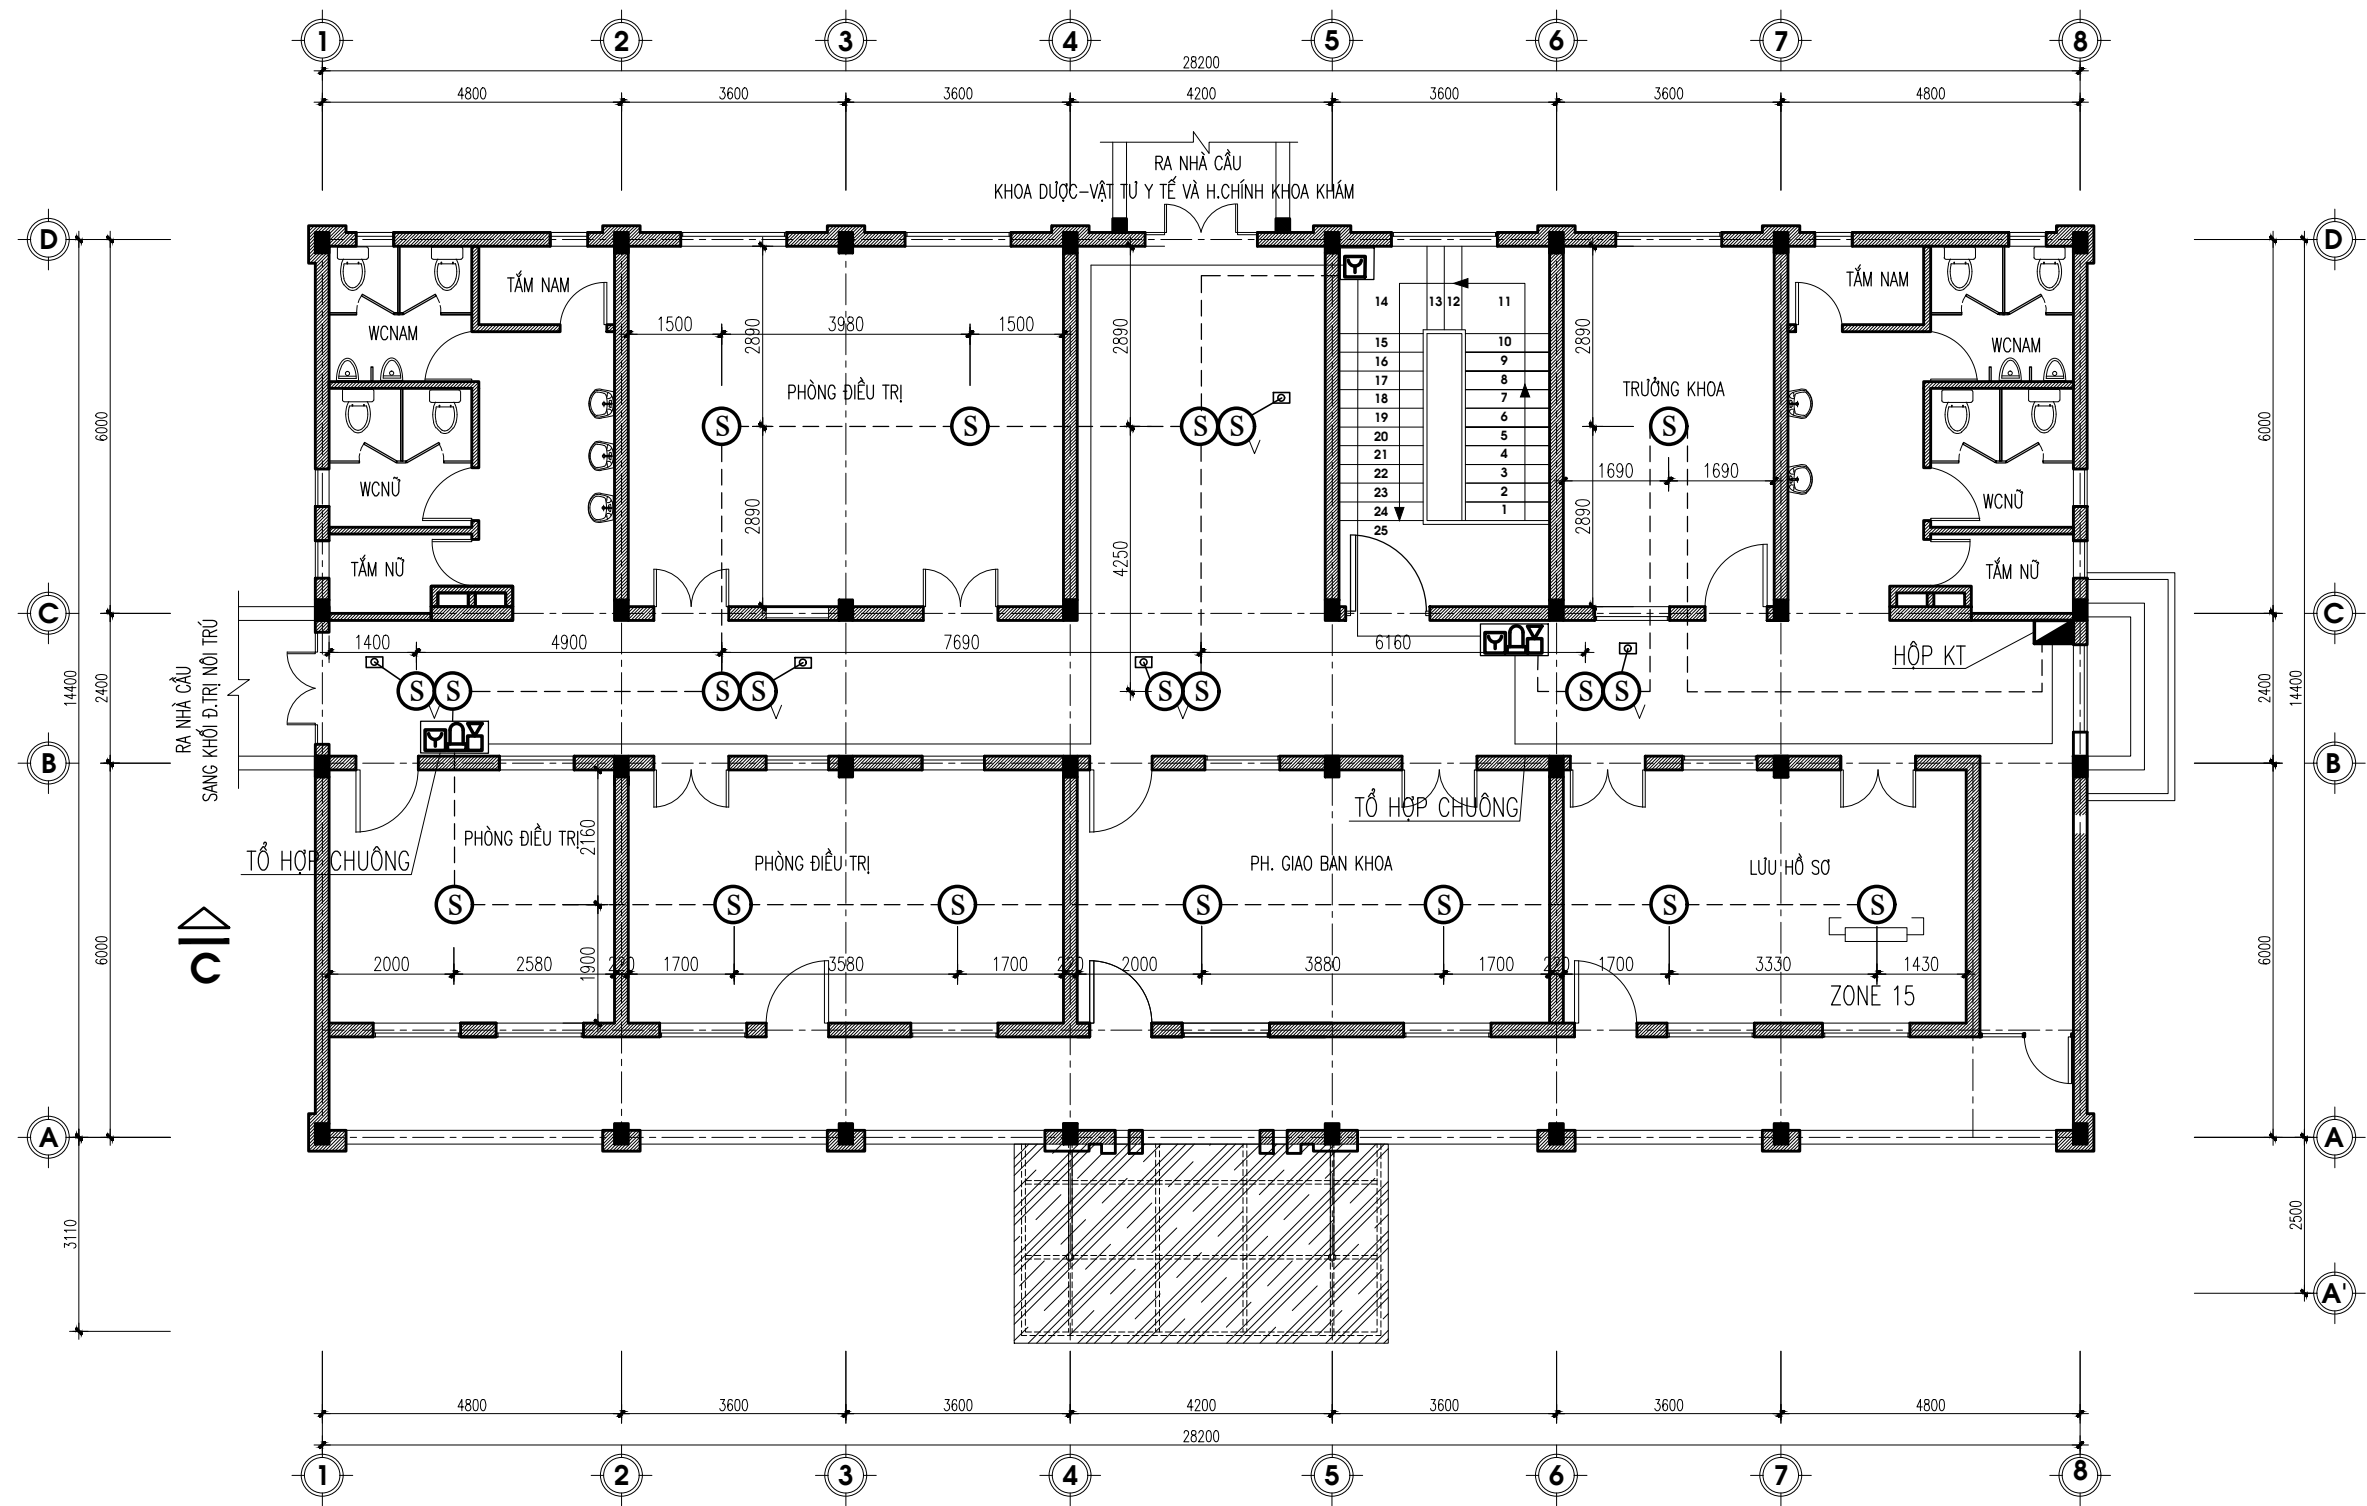 1 2 3 4 5 6 7 8
28200
4800 3600 3600 4200 3600 3600 4800
RA NHÀ CẦU
KHOA DƯỢC-VẬT TƯ Y TẾ VÀ H.CHÍNH KHOA KHÁM
D D
TẮM NAM TẮM NAM
14 13 12 11
1500 3980 1500
2890 2890 2890
WCNAM WCNAM
15 10
16 9
17 8
18 7
19 6
20 5
21 4
22 3
23 2
24 1
25
PHÒNG ĐIỀU TRỊ
TRƯỞNG KHOA
S S S S S
6000 6000
1690 1690
WCNỮ WCNỮ
2890 2890
4250
TẮM NỮ TẮM NỮ
C C
1400 4900 7690 6160
HỘP KT
S S S S S S S S
14400 2400 2400 14400
RA NHÀ CẦU
SANG KHỐI Đ.TRỊ NỘI TRÚ
B B
TỔ HỢP CHUÔNG
PHÒNG ĐIỀU TRỊ
2160
TỔ HỢP CHUÔNG
PHÒNG ĐIỀU TRỊ
PH. GIAO BAN KHOA
LƯU HỒ SƠ
S S S S S S S
C
6000 6000
1900
2000 2580 220 1700 3580 1700 220 2000 3880 1700 220 1700 3330 1430
ZONE 15
A A
3110 2500
A'
4800 3600 3600 4200 3600 3600 4800
28200
1 2 3 4 5 6 7 8